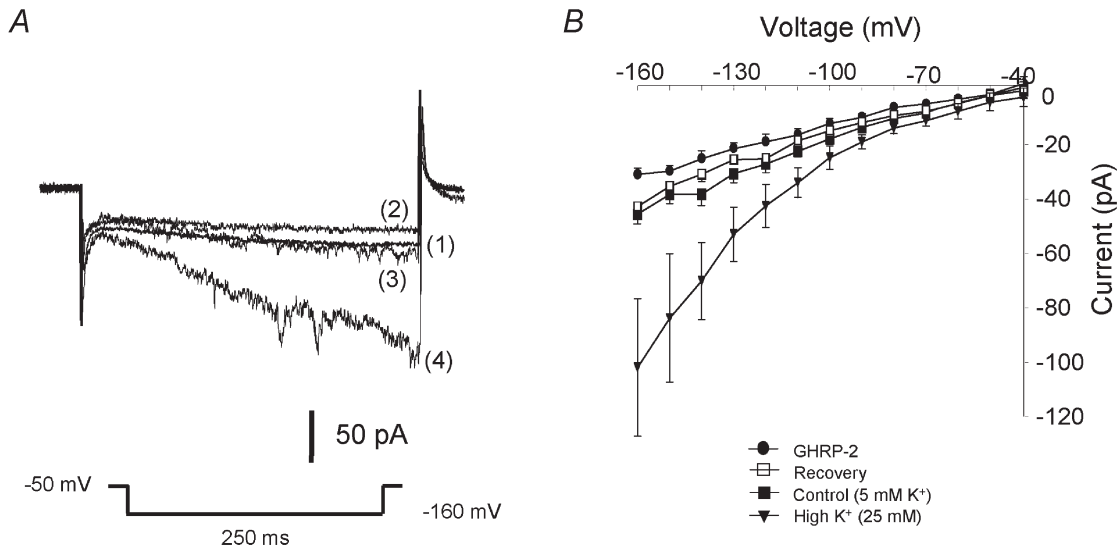 A
(2)
(1)
(3)
(4)
50 pA
-50 mV
-160 mV
250 ms
B
Voltage (mV)
-160 -130 -100 -70 -40
0
-20
-40
-60
-80
-100
-120
Current (pA)
GHRP-2
Recovery
Control (5 mM K⁺)
High K⁺ (25 mM)